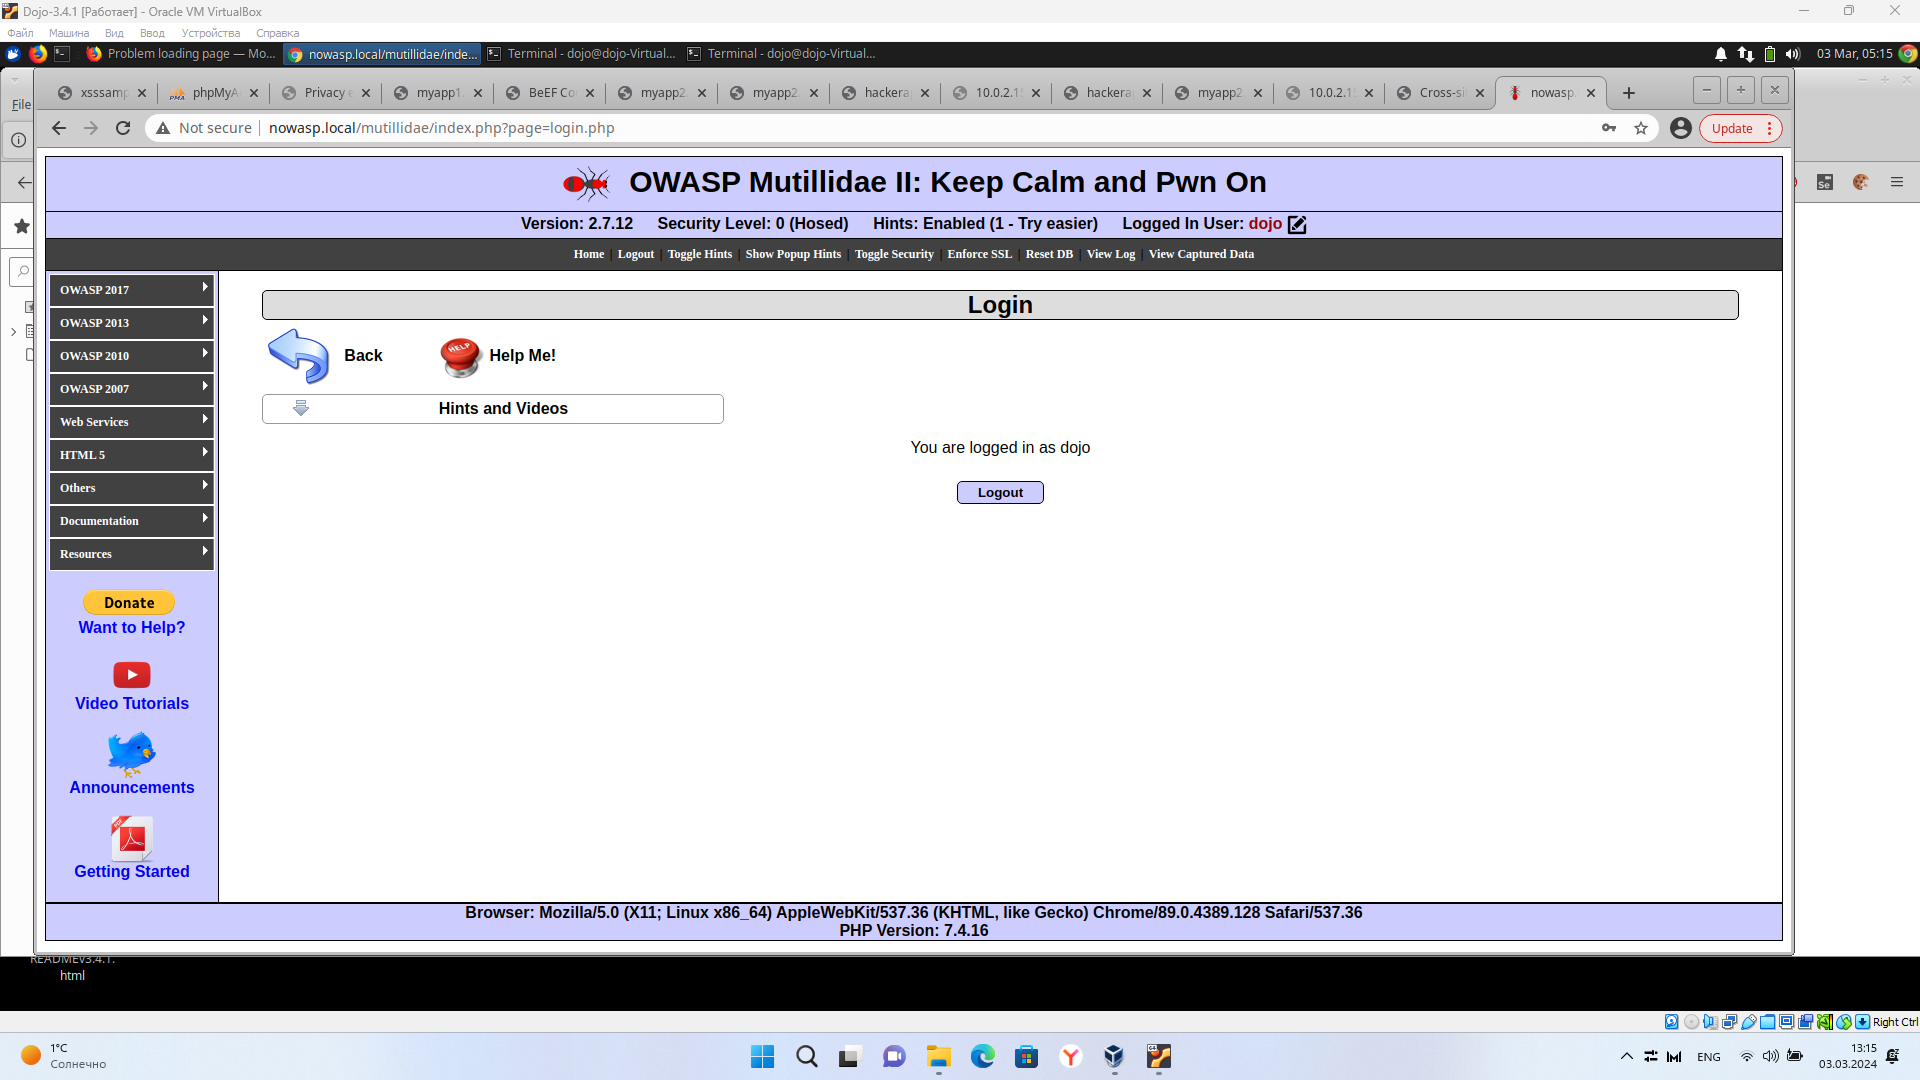 Dojo-3.4.1 [Работает] - Oracle VM VirtualBox
Файл Машина Вид Ввод Устройства Справка
Problem loading page — Mo... nowasp.local/mutillidae/inde... Terminal - dojo@dojo-Virtual... Terminal - dojo@dojo-Virtual... 03 Mar, 05:15
File
xsssamp phpMyA Privacy myapp1. BeEF Co myapp2. myapp2. hackera 10.0.2.1 hackera myapp2 10.0.2.1 Cross-si nowasp.
Not secure nowasp.local/mutillidae/index.php?page=login.php Update
OWASP Mutillidae II: Keep Calm and Pwn On
Version: 2.7.12 Security Level: 0 (Hosed) Hints: Enabled (1 - Try easier) Logged In User: dojo
Home | Logout | Toggle Hints | Show Popup Hints | Toggle Security | Enforce SSL | Reset DB | View Log | View Captured Data
OWASP 2017
OWASP 2013
OWASP 2010
OWASP 2007
Web Services
HTML 5
Others
Documentation
Resources
Donate
Want to Help?
Video Tutorials
Announcements
PDF
Getting Started
Login
Back
HELP
Help Me!
Hints and Videos
You are logged in as dojo
Logout
Browser: Mozilla/5.0 (X11; Linux x86_64) AppleWebKit/537.36 (KHTML, like Gecko) Chrome/89.0.4389.128 Safari/537.36
PHP Version: 7.4.16
Se
READMEv3.4.1.
html
Right Ctrl
1°C
Солнечно
ENG
13:15
03.03.2024